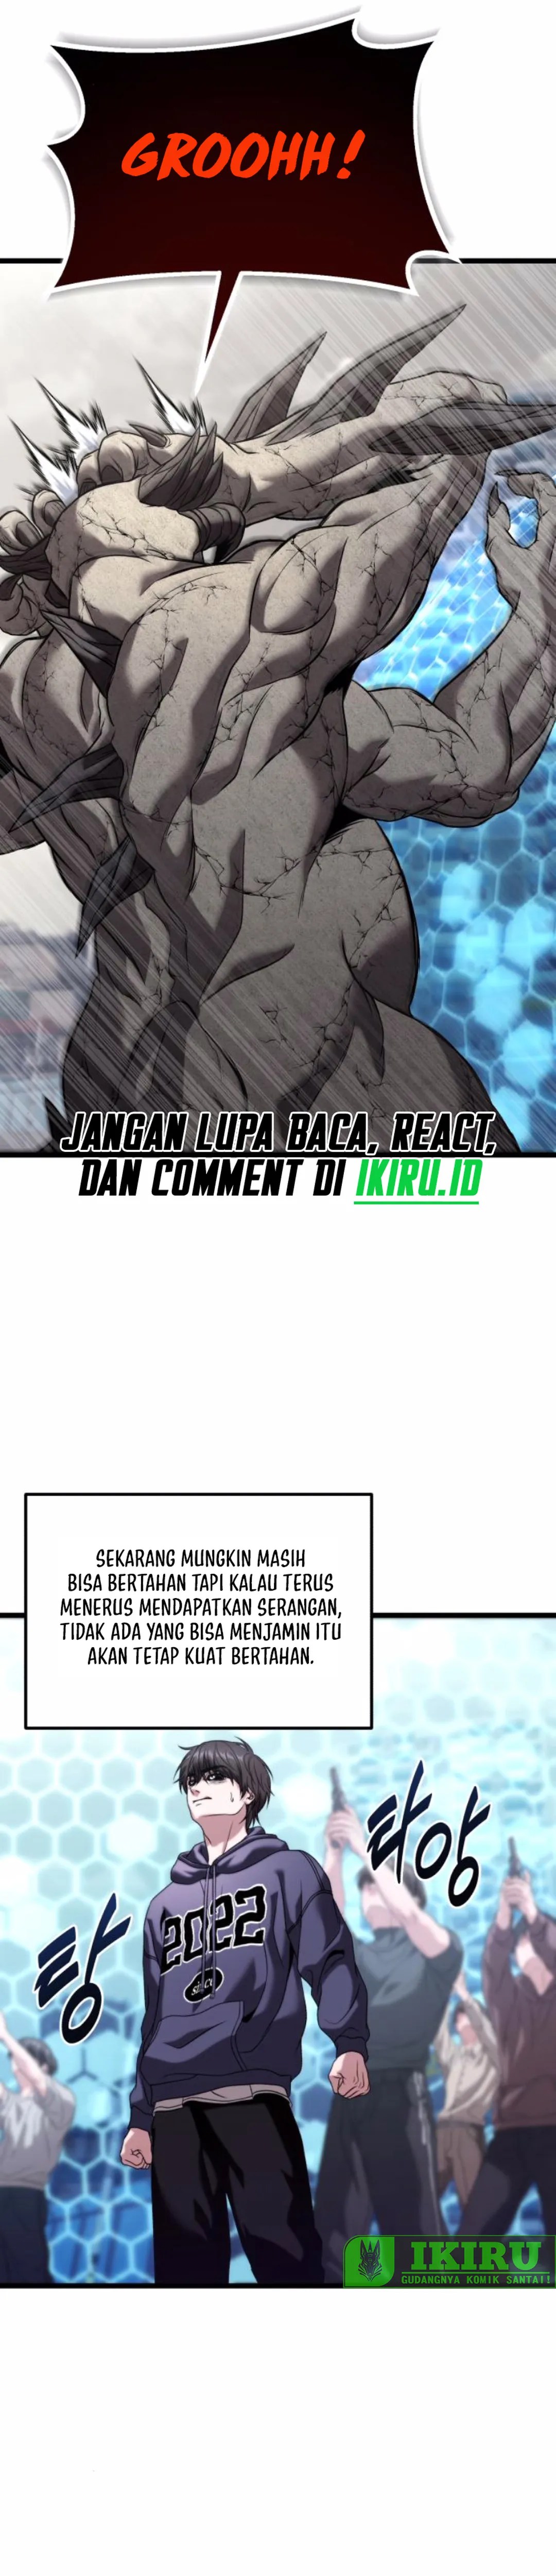 GROOHH!
JANGAN LUPA BACA, REACT,
DAN COMMENT DI IKIRU.ID
SEKARANG MUNGKIN MASIH
BISA BERTAHAN TAPI KALAU TERUS
MENERUS MENDAPATKAN SERANGAN,
TIDAK ADA YANG BISA MENJAMIN ITU
AKAN TETAP KUAT BERTAHAN.
타앙
탕
2022
since
IKIRU
GUDANGNYA KOMIK SANTAI!